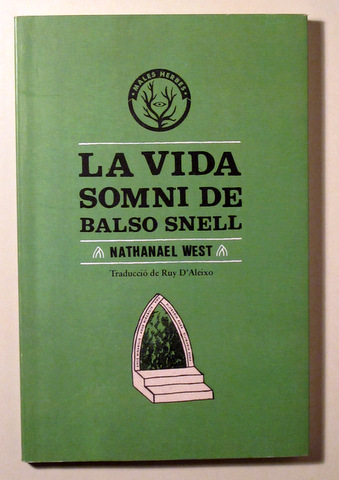 MALES HERBES
LA VIDA
SOMNI DE
BALSO SNELL
NATHANAEL WEST
Traducció de Ruy D'Aleixo